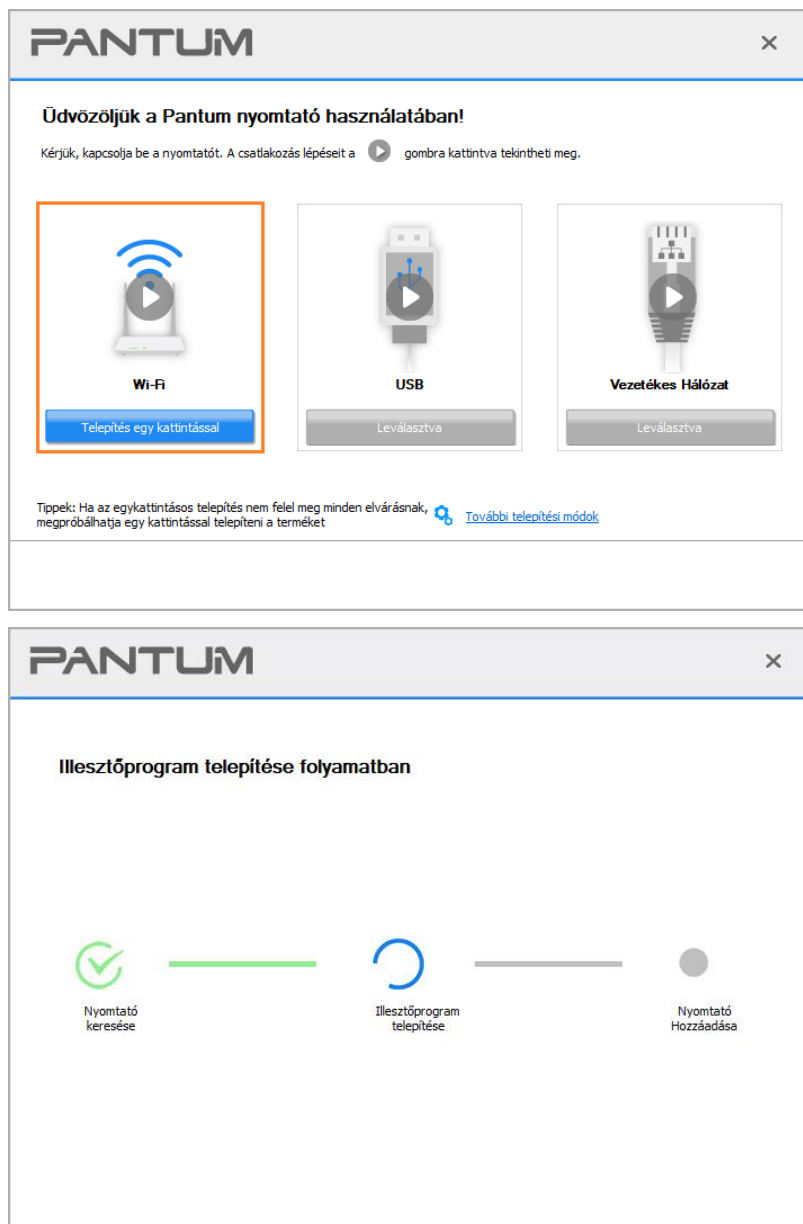 PANTUM
Üdvözöljük a Pantum nyomtató használatában!
Kérjük, kapcsolja be a nyomtatót. A csatlakozás lépéseit a gombra kattintva tekintheti meg.
Wi-Fi
USB
Vezetékes Hálózat
Telepítés egy kattintással
Leválasztva
Leválasztva
Tippek: Ha az egykattintásos telepítés nem felel meg minden elvárásnak,
megpróbálhatja egy kattintással telepíteni a terméket
További telepítési módok
PANTUM
Illesztőprogram telepítése folyamatban
Nyomtató
keresése
Illesztőprogram
telepítése
Nyomtató
Hozzáadása